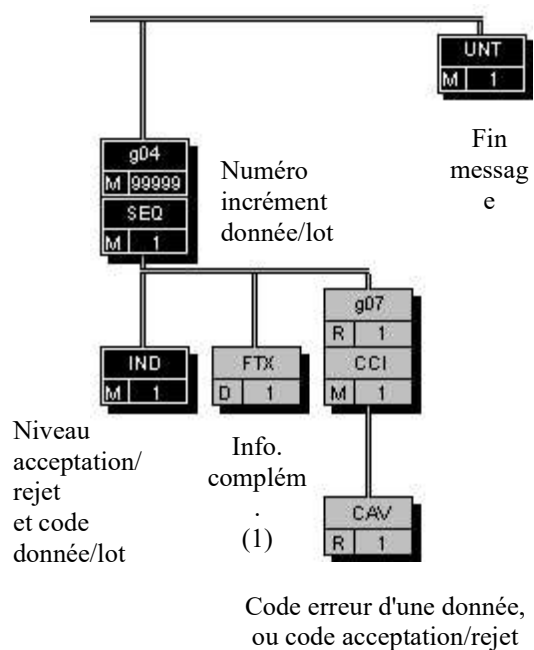 UNT
M 1
Fin
messag
e
g04
M 99999
SEQ
M 1
Numéro
incrément
donnée/lot
g07
R 1
CCI
M 1
IND
M 1
FTX
D 1
Niveau
acceptation/
rejet
et code
donnée/lot
Info.
complém
.
(1)
CAV
R 1
Code erreur d'une donnée,
ou code acceptation/rejet